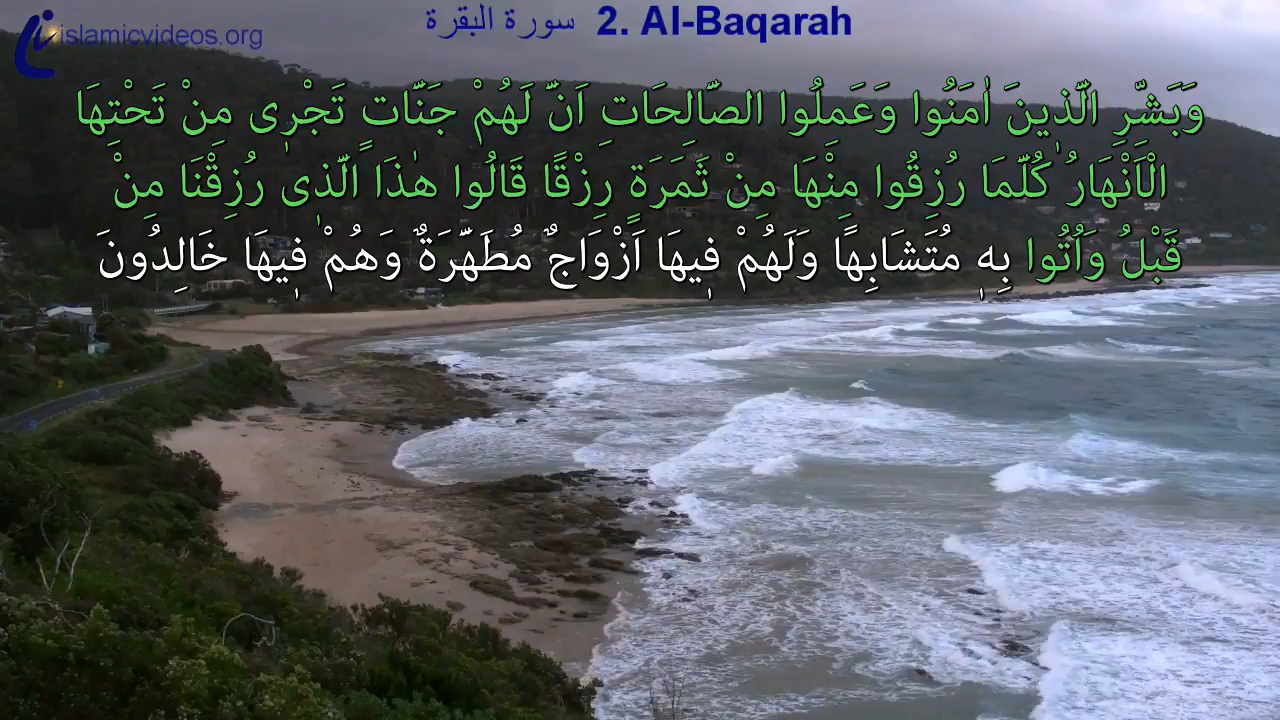 islamicvideos.org
سورة البقرة 2. Al-Baqarah
وَبَشِّرِ الَّذ۪ينَ اٰمَنُوا وَعَمِلُوا الصَّالِحَاتِ اَنَّ لَهُمْ جَنَّاتٍ تَجْر۪ى مِنْ تَحْتِهَا
الْاَنْهَارُ كُلَّمَا رُزِقُوا مِنْهَا مِنْ ثَمَرَةٍ رِزْقًا قَالُوا هٰذَا الَّذ۪ى رُزِقْنَا مِنْ
قَبْلُ وَاُتُوا بِه۪ مُتَشَابِهًا وَلَهُمْ ف۪يهَا اَزْوَاجٌ مُطَهَّرَةٌ وَهُمْ ف۪يهَا خَالِدُونَ